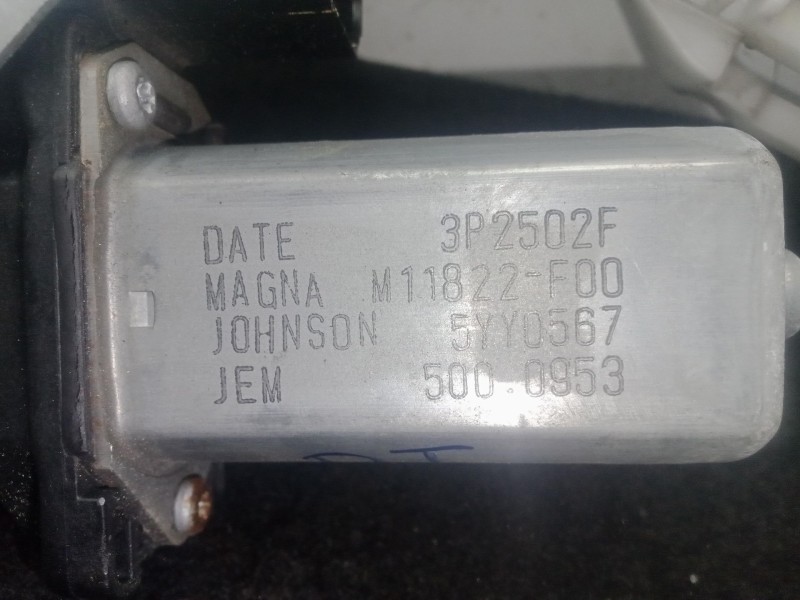 DATE 3P2502F
MAGNA M11822-F00
JOHNSON 5YY0567
JEM 500.0953